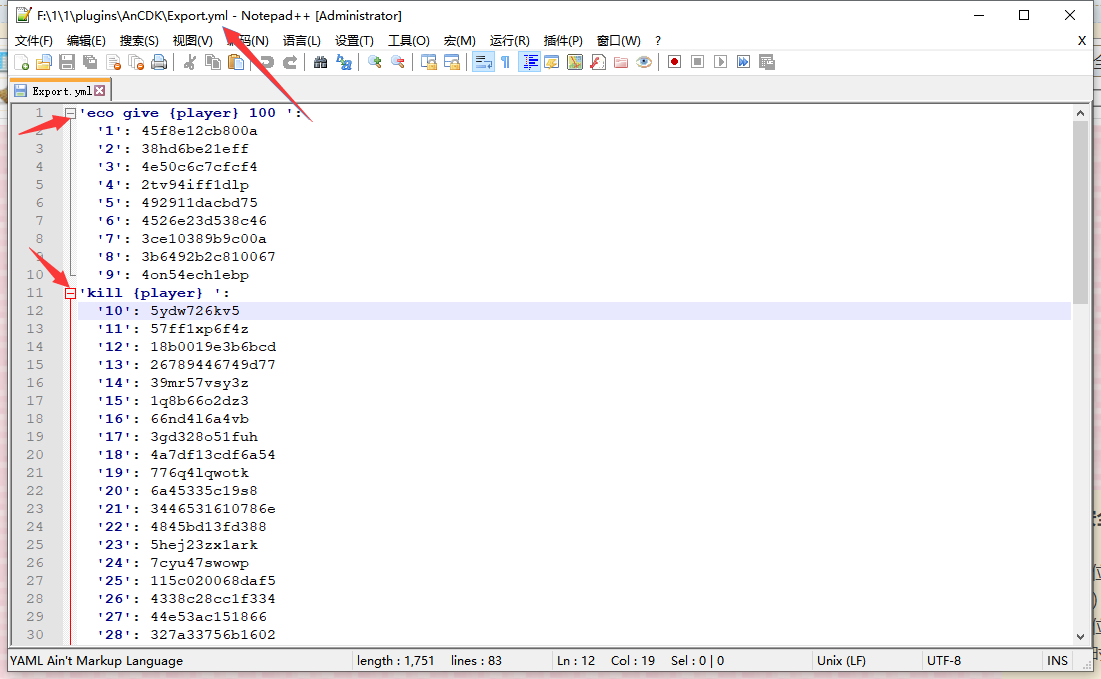 F:\1\1\plugins\AnCDK\Export.yml - Notepad++ [Administrator]
文件(F) 编辑(E) 搜索(S) 视图(V) 编码(N) 语言(L) 设置(T) 工具(O) 宏(M) 运行(R) 插件(P) 窗口(W) ? X
Export.yml
1 'eco give {player} 100 ':
2 '1': 45f8e12cb800a
3 '2': 38hd6be21eff
4 '3': 4e50c6c7cfcf4
5 '4': 2tv94iff1dlp
6 '5': 492911dacbd75
7 '6': 4526e23d538c46
8 '7': 3ce10389b9c00a
9 '8': 3b6492b2c810067
10 '9': 4on54ech1ebp
11 'kill {player} ':
12 '10': 5ydw726kv5
13 '11': 57ff1xp6f4z
14 '12': 18b0019e3b6bcd
15 '13': 26789446749d77
16 '14': 39mr57vsy3z
17 '15': 1q8b66o2dz3
18 '16': 66nd4l6a4vb
19 '17': 3gd328o51fuh
20 '18': 4a7df13cdf6a54
21 '19': 776q4lqwotk
22 '20': 6a45335c19s8
23 '21': 3446531610786e
24 '22': 4845bd13fd388
25 '23': 5hej23zx1ark
26 '24': 7cyu47swowp
27 '25': 115c020068daf5
28 '26': 4338c28cc1f334
29 '27': 44e53ac151866
30 '28': 327a33756b1602
YAML Ain't Markup Language length : 1,751 lines : 83 Ln : 12 Col : 19 Sel : 0 | 0 Unix (LF) UTF-8 INS